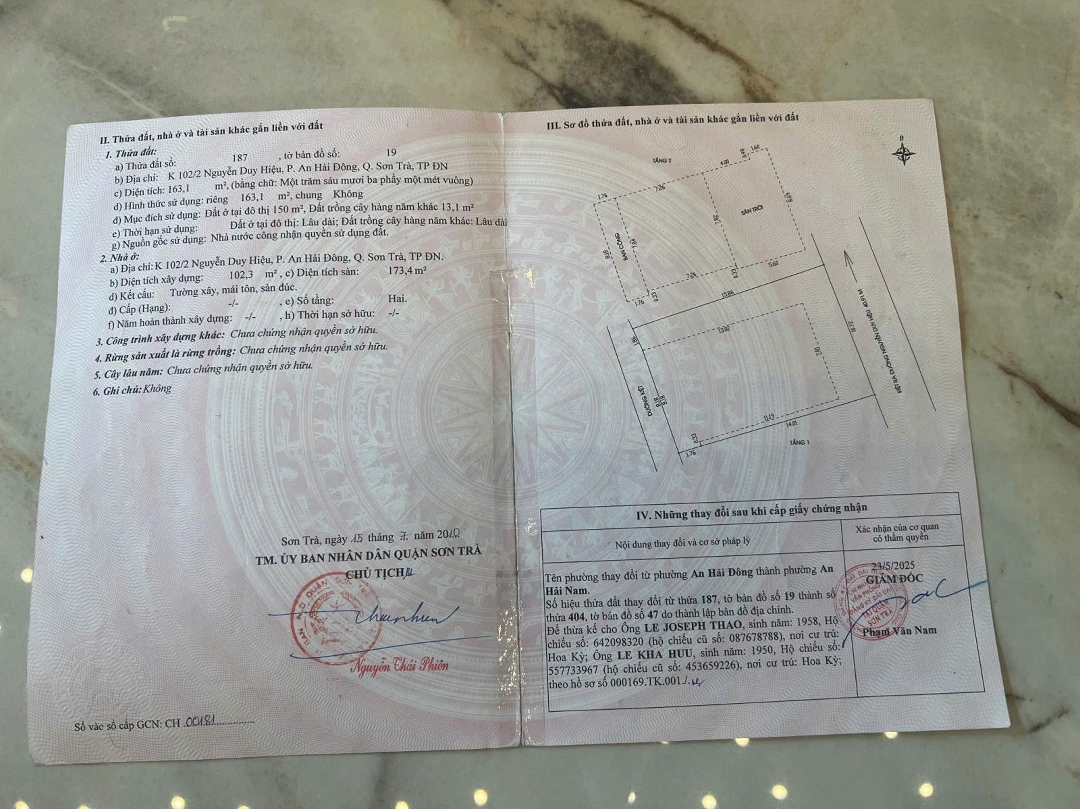 II. Thửa đất, nhà ở và tài sản khác gắn liền với đất
1. Thửa đất:
a) Thửa đất số: 187 , tờ bản đồ số: 19
b) Địa chỉ: K 102/2 Nguyễn Duy Hiệu, P. An Hải Đông, Q. Sơn Trà, TP ĐN
c) Diện tích: 163,1 m², (bằng chữ: Một trăm sáu mươi ba phẩy một mét vuông)
d) Hình thức sử dụng: riêng 163,1 m², chung Không
đ) Mục đích sử dụng: Đất ở tại đô thị 150 m², Đất trồng cây hàng năm khác 13,1 m²
e) Thời hạn sử dụng: Đất ở tại đô thị: Lâu dài; Đất trồng cây hàng năm khác: Lâu dài
g) Nguồn gốc sử dụng: Nhà nước công nhận quyền sử dụng đất.
2. Nhà ở:
a) Địa chỉ: K 102/2 Nguyễn Duy Hiệu, P. An Hải Đông, Q. Sơn Trà, TP ĐN.
b) Diện tích xây dựng: 102,3 m² , c) Diện tích sàn: 173,4 m²
d) Kết cấu: Tường xây, mái tôn, sàn đúc.
đ) Cấp (Hạng): -/- , e) Số tầng: Hai.
f) Năm hoàn thành xây dựng: -/- , h) Thời hạn sở hữu: -/-
3. Công trình xây dựng khác: Chưa chứng nhận quyền sở hữu.
4. Rừng sản xuất là rừng trồng: Chưa chứng nhận quyền sở hữu.
5. Cây lâu năm: Chưa chứng nhận quyền sở hữu.
6. Ghi chú: Không
Sơn Trà, ngày 15 tháng 7 năm 2010
TM. ỦY BAN NHÂN DÂN QUẬN SƠN TRÀ
CHỦ TỊCH
Nguyễn Thái Phiên
Số vào sổ cấp GCN: CH 00181
III. Sơ đồ thửa đất, nhà ở và tài sản khác gắn liền với đất
B
TẦNG 2
SÂN TRỜI
BAN CÔNG
ĐƯỜNG NỘI
TẦNG 1
IV. Những thay đổi sau khi cấp giấy chứng nhận
Nội dung thay đổi và cơ sở pháp lý
Xác nhận của cơ quan
có thẩm quyền
Tên phường thay đổi từ phường An Hải Đông thành phường An
Hải Nam.
Số hiệu thửa đất thay đổi từ thửa 187, tờ bản đồ số 19 thành số
thửa 404, tờ bản đồ số 47 do thành lập bản đồ địa chính.
Để thừa kế cho Ông LE JOSEPH THAO, sinh năm: 1958, Hộ
chiếu số: 642098320 (hộ chiếu cũ số: 087678788), nơi cư trú:
Hoa Kỳ; Ông LE KHA HUU, sinh năm: 1950, Hộ chiếu số:
557733967 (hộ chiếu cũ số: 453659226), nơi cư trú: Hoa Kỳ;
theo hồ sơ số 000169.TK.001./.
23/5/2025
GIÁM ĐỐC
Phạm Văn Nam